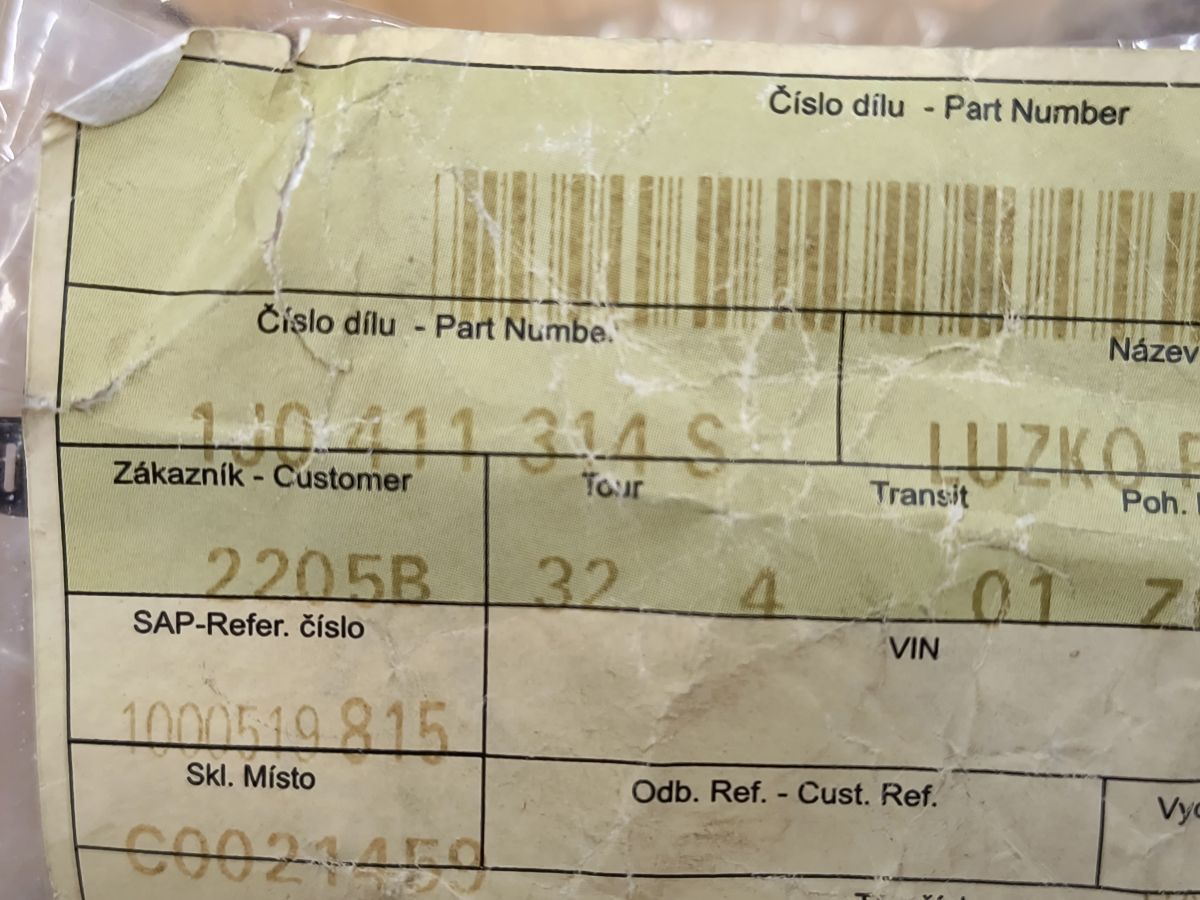 Číslo dílu - Part Number
Číslo dílu - Part Number
Název
1J0 411 314 S
LUZKO
Zákazník - Customer
Tour
Transit
Poh.
2205B
32
4
01
SAP-Refer. číslo
VIN
1000519 815
Skl. Místo
Odb. Ref. - Cust. Ref.
C0021459